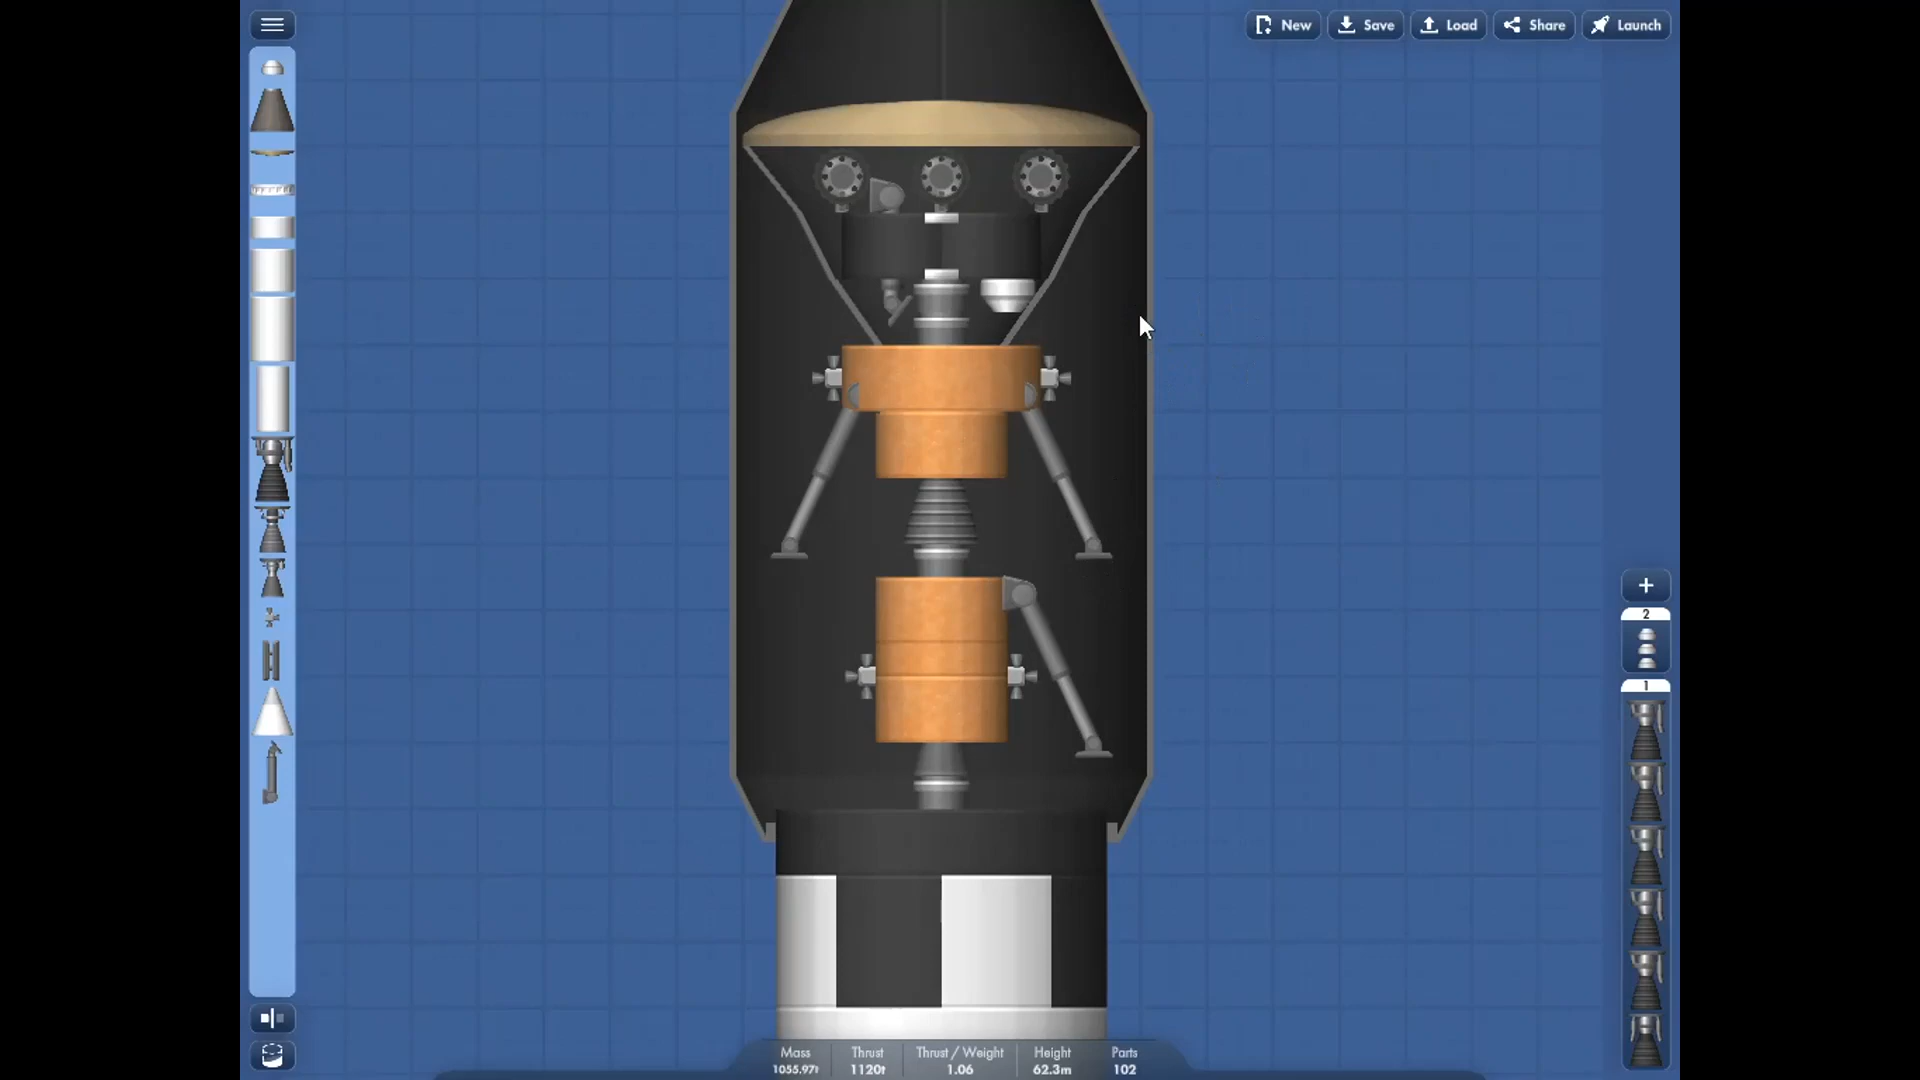 New Save Load Share Launch
2
1
Mass Thrust Thrust / Weight Height Parts
1055.97t 1120t 1.06 62.3m 102